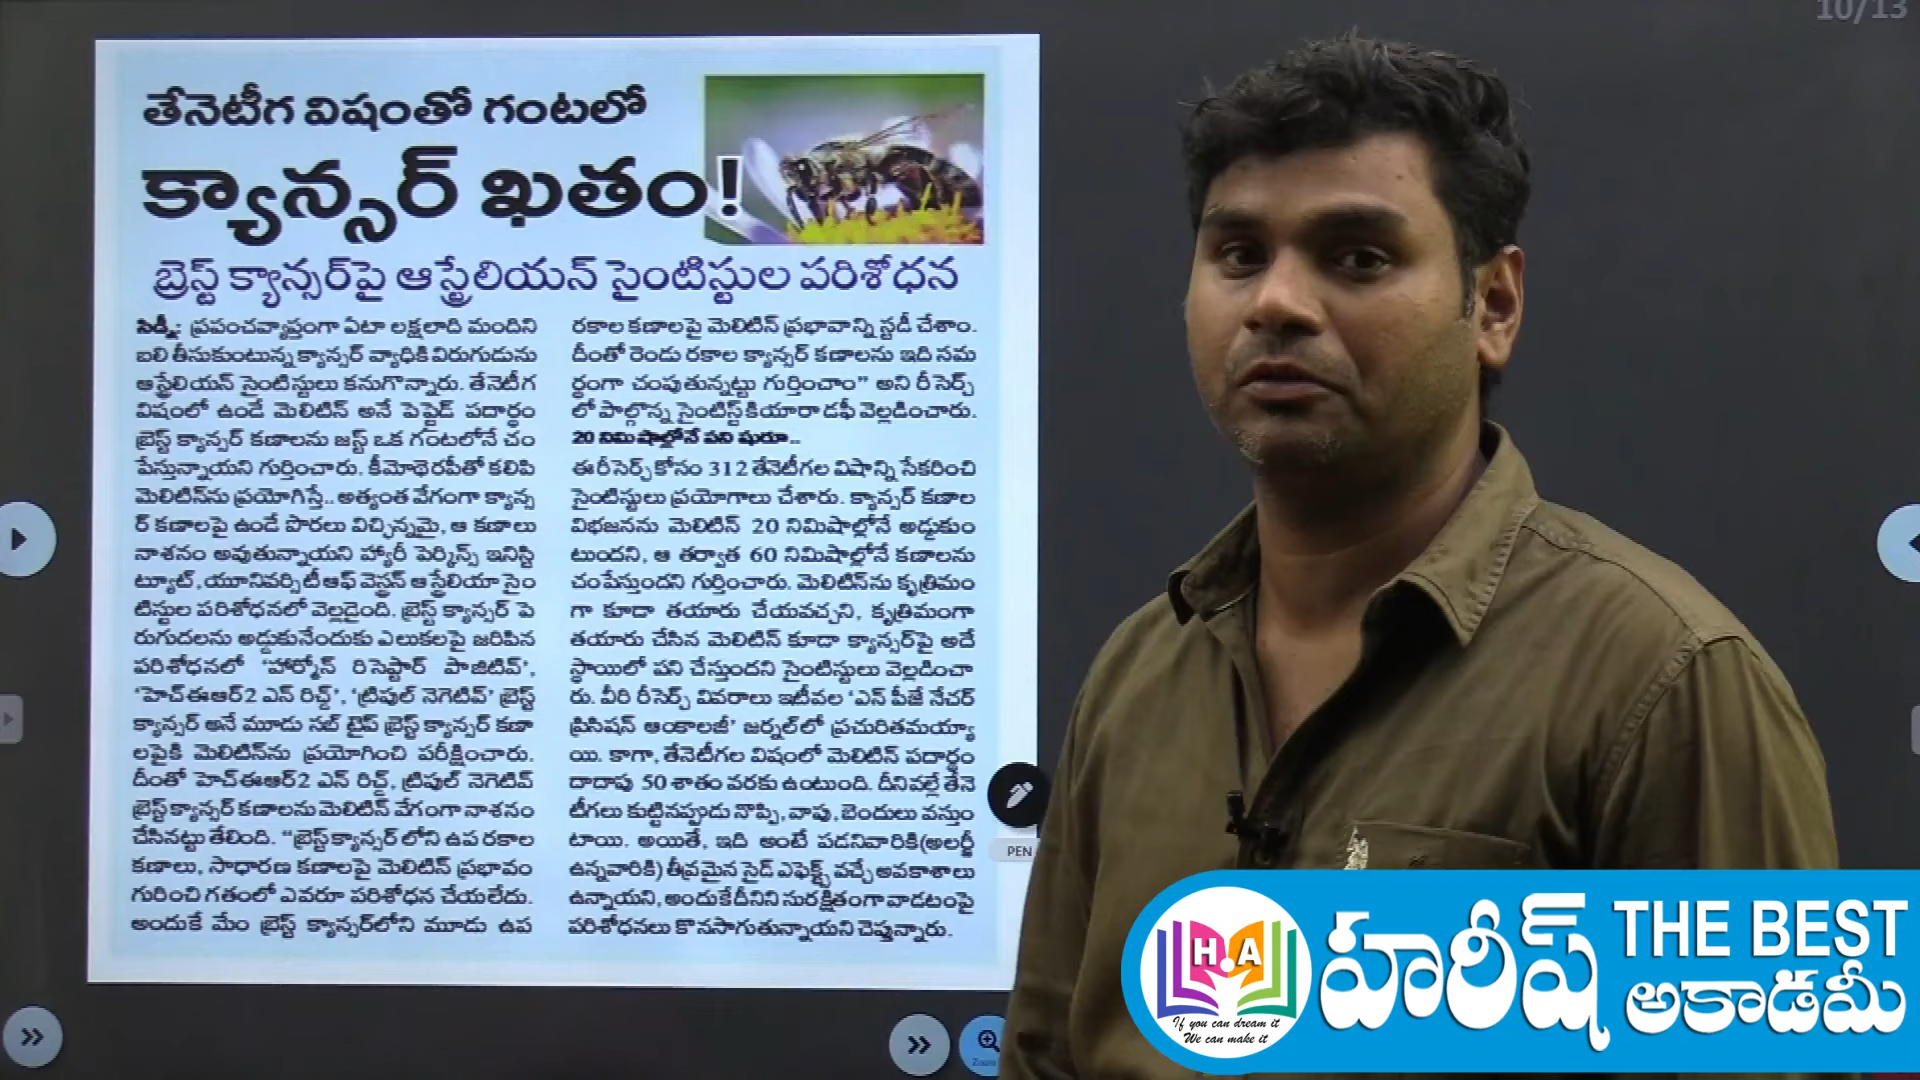 10/13
తేనెటీగ విషంతో గంటలో
క్యాన్సర్ ఖతం!
బ్రెస్ట్ క్యాన్సర్‌పై ఆస్ట్రేలియన్ సైంటిస్టుల పరిశోధన
సిడ్నీ: ప్రపంచవ్యాప్తంగా ఏటా లక్షలాది మందిని
బలి తీసుకుంటున్న క్యాన్సర్ వ్యాధికి విరుగుడును
ఆస్ట్రేలియన్ సైంటిస్టులు కనుగొన్నారు. తేనెటీగ
విషంలో ఉండే మెలిటిన్ అనే పెప్టైడ్ పదార్థం
బ్రెస్ట్ క్యాన్సర్ కణాలను జస్ట్ ఒక గంటలోనే చం
పేస్తున్నాయని గుర్తించారు. కీమోథెరపీతో కలిపి
మెలిటిన్‌ను ప్రయోగిస్తే.. అత్యంత వేగంగా క్యాన్స
ర్ కణాలపై ఉండే పొరలు విచ్ఛిన్నమై, ఆ కణాలు
నాశనం అవుతున్నాయని హ్యారీ పెర్కిన్స్ ఇనిస్టి
ట్యూట్, యూనివర్సిటీ ఆఫ్ వెస్టర్న్ ఆస్ట్రేలియా సైం
టిస్టుల పరిశోధనలో వెల్లడైంది. బ్రెస్ట్ క్యాన్సర్ పె
రుగుదలను అడ్డుకునేందుకు ఎలుకలపై జరిపిన
పరిశోధనలో ‘హార్మోన్ రిసెప్టార్ పాజిటివ్’,
‘హెచ్ఈఆర్2 ఎన్ రిచ్డ్’, ‘ట్రిపుల్ నెగెటివ్’ బ్రెస్ట్
క్యాన్సర్ అనే మూడు సబ్ టైప్ బ్రెస్ట్ క్యాన్సర్ కణా
లపైకి మెలిటిన్‌ను ప్రయోగించి పరీక్షించారు.
దీంతో హెచ్ఈఆర్2 ఎన్ రిచ్డ్, ట్రిపుల్ నెగెటివ్
బ్రెస్ట్ క్యాన్సర్ కణాలను మెలిటిన్ వేగంగా నాశనం
చేసినట్టు తేలింది. “బ్రెస్ట్ క్యాన్సర్ లోని ఉప రకాల
కణాలు, సాధారణ కణాలపై మెలిటిన్ ప్రభావం
గురించి గతంలో ఎవరూ పరిశోధన చేయలేదు.
అందుకే మేం బ్రెస్ట్ క్యాన్సర్‌లోని మూడు ఉప
రకాల కణాలపై మెలిటిన్ ప్రభావాన్ని స్టడీ చేశాం.
దీంతో రెండు రకాల క్యాన్సర్ కణాలను ఇది సమ
ర్థంగా చంపుతున్నట్టు గుర్తించాం” అని రీసెర్చ్
లో పాల్గొన్న సైంటిస్ట్ కియారా డఫీ వెల్లడించారు.
20 నిమిషాల్లోనే పని షురూ..
ఈ రీసెర్చ్ కోసం 312 తేనెటీగల విషాన్ని సేకరించి
సైంటిస్టులు ప్రయోగాలు చేశారు. క్యాన్సర్ కణాల
విభజనను మెలిటిన్ 20 నిమిషాల్లోనే అడ్డుకుం
టుందని, ఆ తర్వాత 60 నిమిషాల్లోనే కణాలను
చంపేస్తుందని గుర్తించారు. మెలిటిన్‌ను కృత్రిమం
గా కూడా తయారు చేయవచ్చని, కృత్రిమంగా
తయారు చేసిన మెలిటిన్ కూడా క్యాన్సర్‌పై అదే
స్థాయిలో పని చేస్తుందని సైంటిస్టులు వెల్లడించా
రు. వీరి రీసెర్చ్ వివరాలు ఇటీవల ‘ఎన్ పీజే నేచర్
ప్రిసిషన్ ఆంకాలజీ’ జర్నల్‌లో ప్రచురితమయ్యా
యి. కాగా, తేనెటీగల విషంలో మెలిటిన్ పదార్థం
దాదాపు 50 శాతం వరకు ఉంటుంది. దీనివల్లే తేనె
టీగలు కుట్టినప్పుడు నొప్పి, వాపు, బెందులు వస్తుం
టాయి. అయితే, ఇది అంటే పడనివారికి(అలర్జీ
ఉన్నవారికి) తీవ్రమైన సైడ్ ఎఫెక్ట్స్ వచ్చే అవకాశాలు
ఉన్నాయని, అందుకే దీనిని సురక్షితంగా వాడటంపై
పరిశోధనలు కొనసాగుతున్నాయని చెప్తున్నారు.
PEN
Zoom
H.A
If you can dream it
We can make it
హరీష్
THE BEST
అకాడమీ